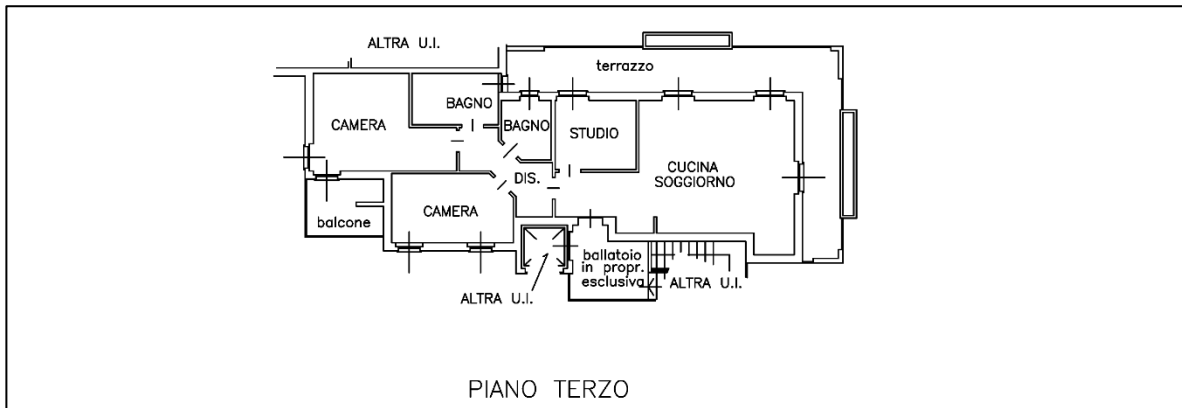 ALTRA U.I.
terrazzo
BAGNO
CAMERA
BAGNO
STUDIO
CUCINA
SOGGIORNO
DIS.
CAMERA
balcone
ballatoio
in propr.
esclusiva
ALTRA U.I.
ALTRA U.I.
PIANO TERZO